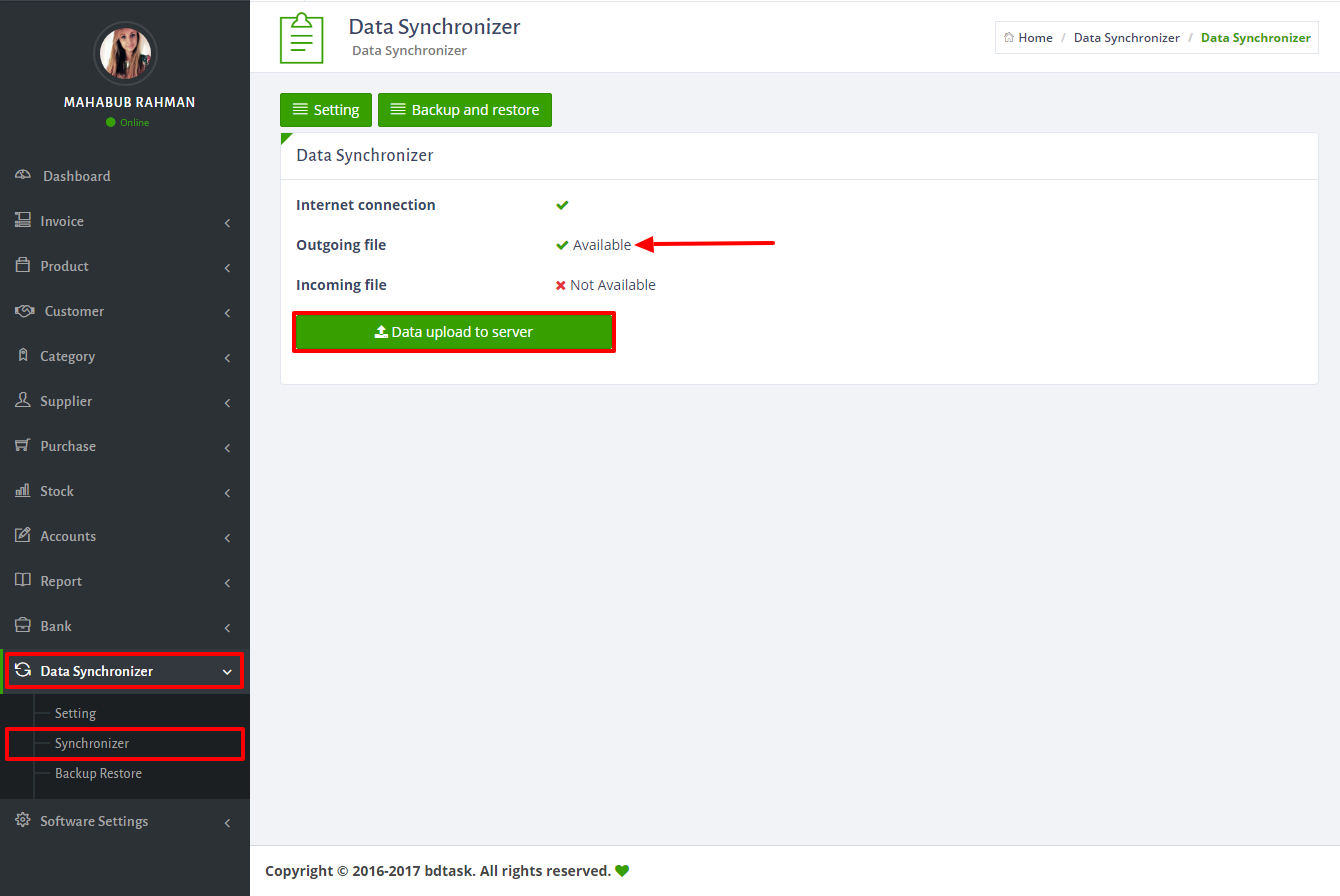 MAHABUB RAHMAN
Online
Dashboard
Invoice
Product
Customer
Category
Supplier
Purchase
Stock
Accounts
Report
Bank
Data Synchronizer
Setting
Synchronizer
Backup Restore
Software Settings
Data Synchronizer
Data Synchronizer
Home / Data Synchronizer / Data Synchronizer
Setting
Backup and restore
Data Synchronizer
Internet connection
Outgoing file Available
Incoming file Not Available
Data upload to server
Copyright © 2016-2017 bdtask. All rights reserved.